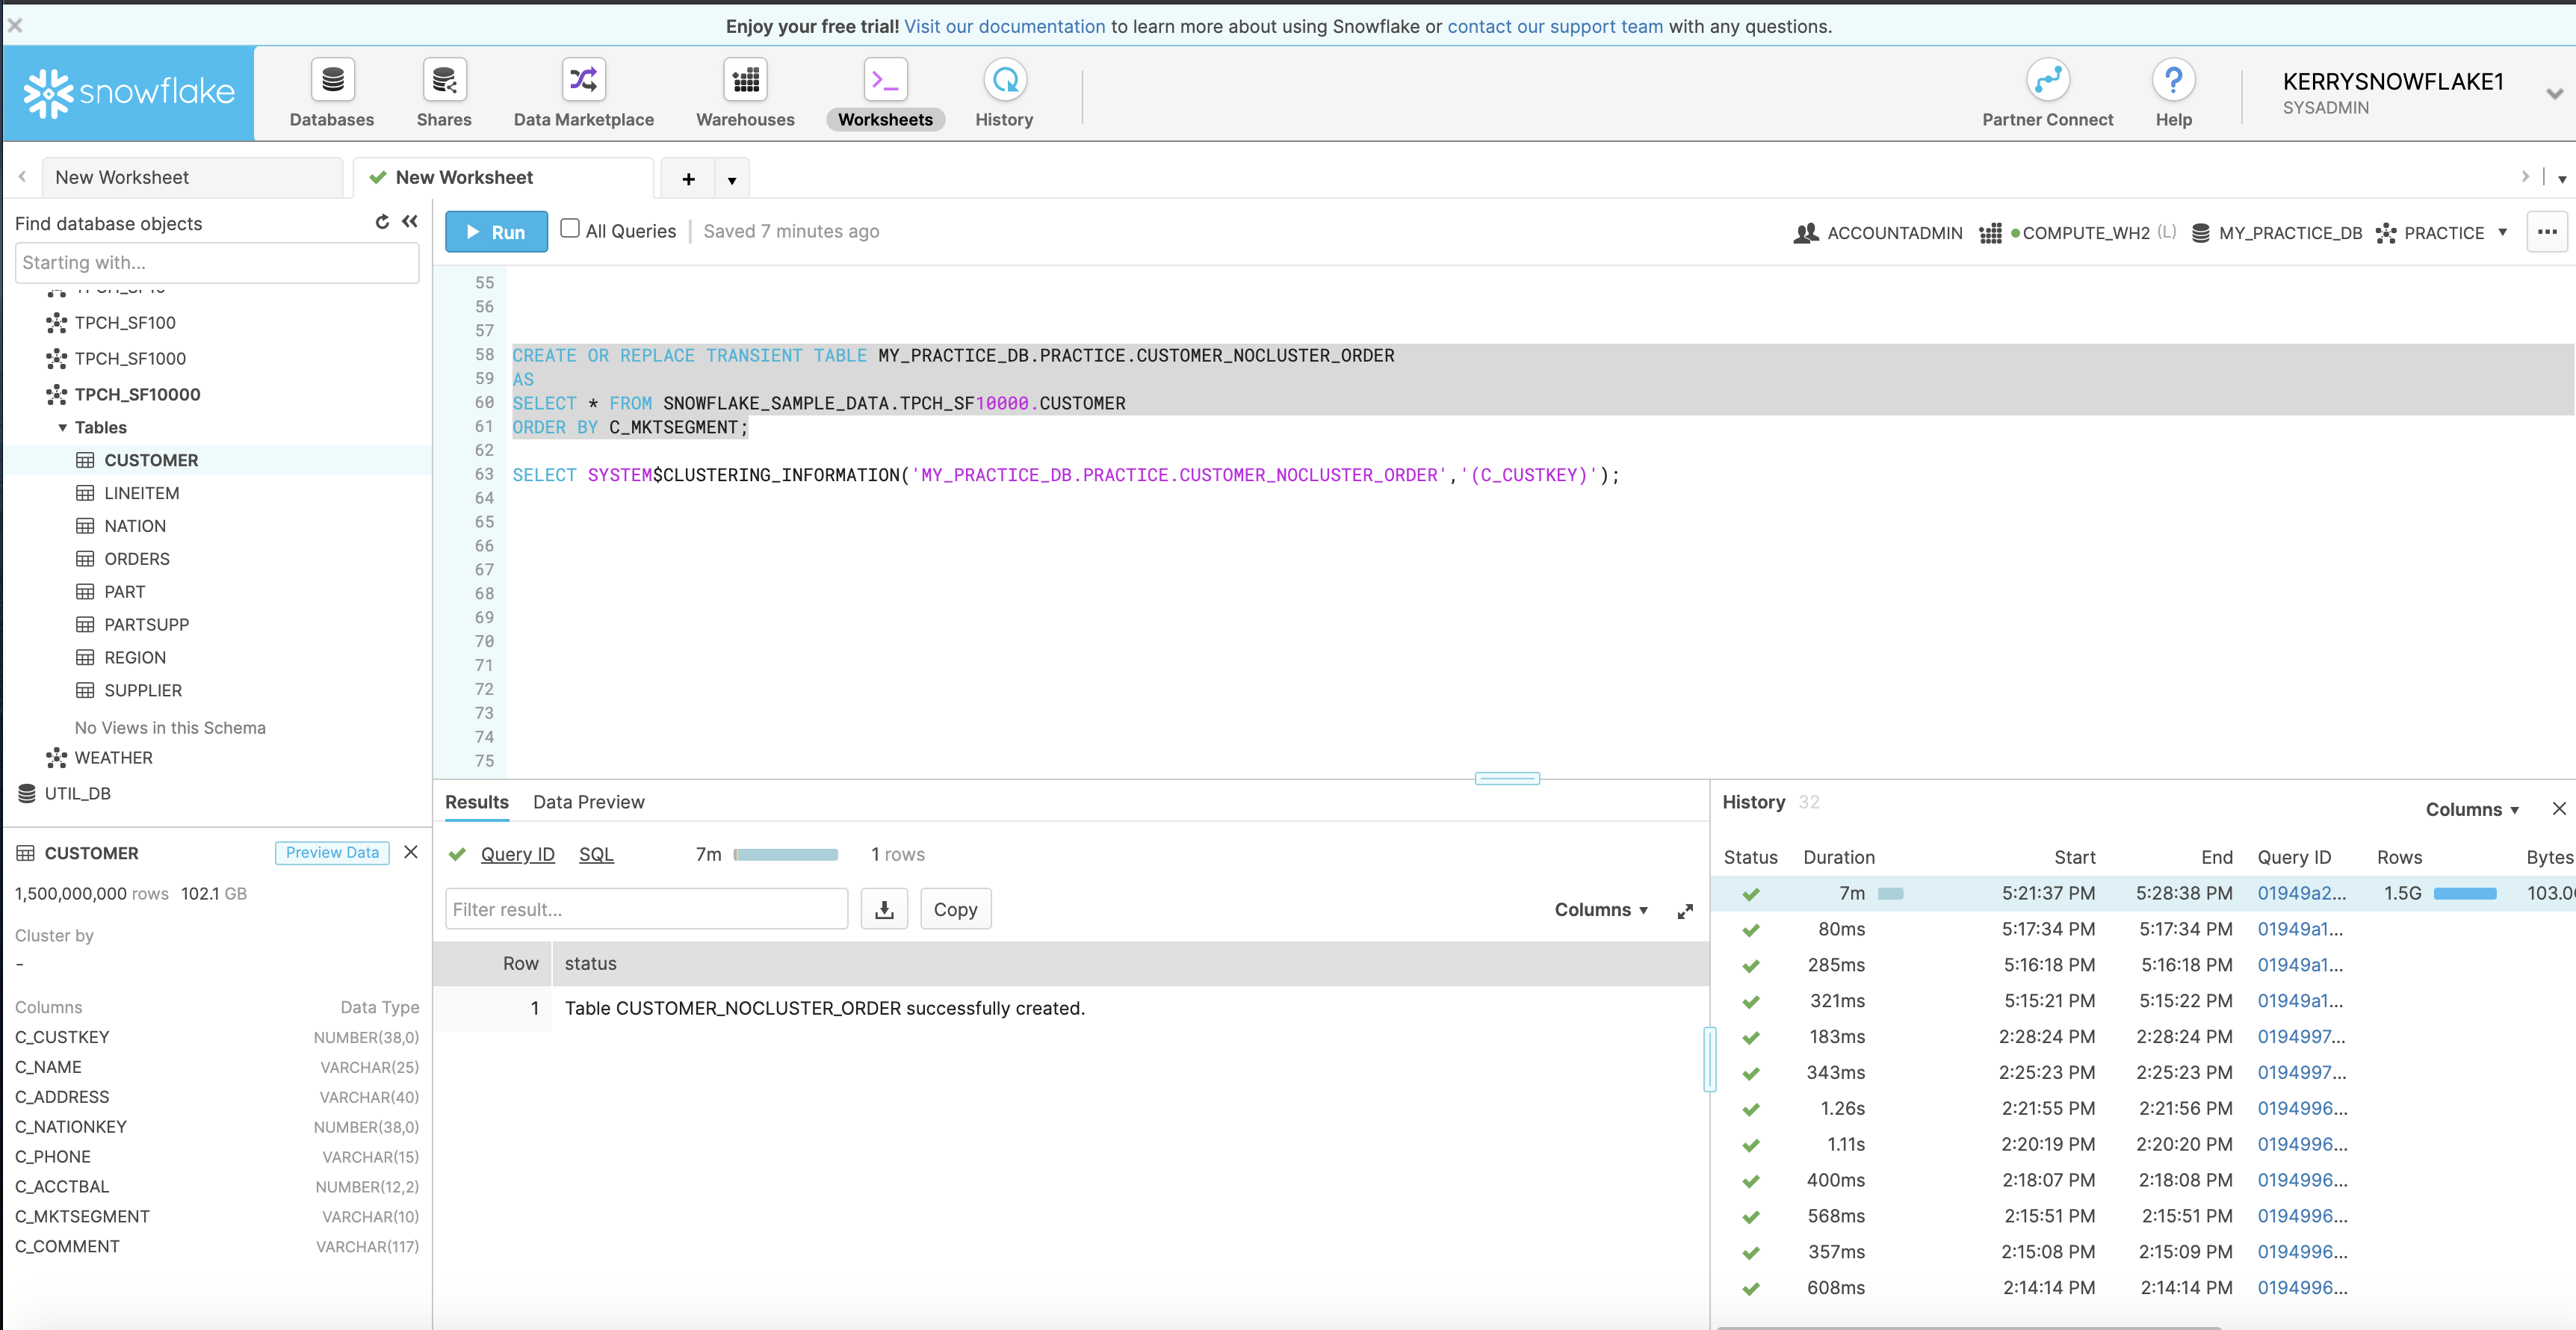 Enjoy your free trial! Visit our documentation to learn more about using Snowflake or contact our support team with any questions.
snowflake
Databases
Shares
Data Marketplace
Warehouses
Worksheets
History
Partner Connect
Help
KERRYSNOWFLAKE1
SYSADMIN
New Worksheet
New Worksheet
Find database objects
Starting with...
TPCH_SF100
TPCH_SF1000
TPCH_SF10000
Tables
CUSTOMER
LINEITEM
NATION
ORDERS
PART
PARTSUPP
REGION
SUPPLIER
No Views in this Schema
WEATHER
UTIL_DB
CUSTOMER Preview Data
1,500,000,000 rows 102.1 GB
Cluster by
-
Columns Data Type
C_CUSTKEY NUMBER(38,0)
C_NAME VARCHAR(25)
C_ADDRESS VARCHAR(40)
C_NATIONKEY NUMBER(38,0)
C_PHONE VARCHAR(15)
C_ACCTBAL NUMBER(12,2)
C_MKTSEGMENT VARCHAR(10)
C_COMMENT VARCHAR(117)
Run All Queries Saved 7 minutes ago ACCOUNTADMIN COMPUTE_WH2 (L) MY_PRACTICE_DB PRACTICE
55
56
57
58 CREATE OR REPLACE TRANSIENT TABLE MY_PRACTICE_DB.PRACTICE.CUSTOMER_NOCLUSTER_ORDER
59 AS
60 SELECT * FROM SNOWFLAKE_SAMPLE_DATA.TPCH_SF10000.CUSTOMER
61 ORDER BY C_MKTSEGMENT;
62
63 SELECT SYSTEM$CLUSTERING_INFORMATION('MY_PRACTICE_DB.PRACTICE.CUSTOMER_NOCLUSTER_ORDER','(C_CUSTKEY)');
64
65
66
67
68
69
70
71
72
73
74
75
Results Data Preview
Query ID SQL 7m 1 rows
Filter result...
Copy
Columns
Row status
1 Table CUSTOMER_NOCLUSTER_ORDER successfully created.
History 32
Columns
Status Duration Start End Query ID Rows Bytes
7m 5:21:37 PM 5:28:38 PM 01949a2... 1.5G 103.0
80ms 5:17:34 PM 5:17:34 PM 01949a1...
285ms 5:16:18 PM 5:16:18 PM 01949a1...
321ms 5:15:21 PM 5:15:22 PM 01949a1...
183ms 2:28:24 PM 2:28:24 PM 0194997...
343ms 2:25:23 PM 2:25:23 PM 0194997...
1.26s 2:21:55 PM 2:21:56 PM 0194996...
1.11s 2:20:19 PM 2:20:20 PM 0194996...
400ms 2:18:07 PM 2:18:08 PM 0194996...
568ms 2:15:51 PM 2:15:51 PM 0194996...
357ms 2:15:08 PM 2:15:09 PM 0194996...
608ms 2:14:14 PM 2:14:14 PM 0194996...